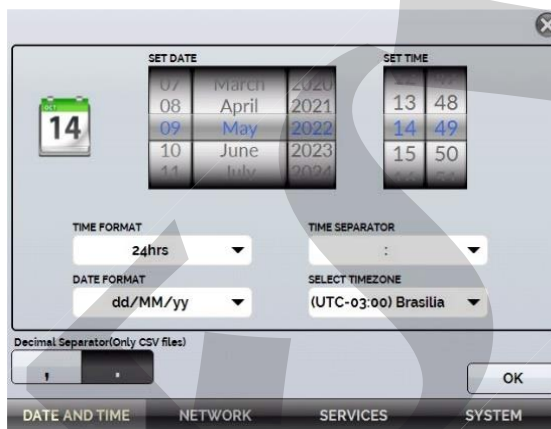 SET DATE
SET TIME
07 March 2020
08 April 2021 13 48
OCT
14
09 May 2022 14 49
10 June 2023 15 50
11 July 2024
TIME FORMAT
TIME SEPARATOR
24hrs
:
DATE FORMAT
SELECT TIMEZONE
dd/MM/yy
(UTC-03:00) Brasilia
Decimal Separator(Only CSV files)
, .
OK
DATE AND TIME NETWORK SERVICES SYSTEM